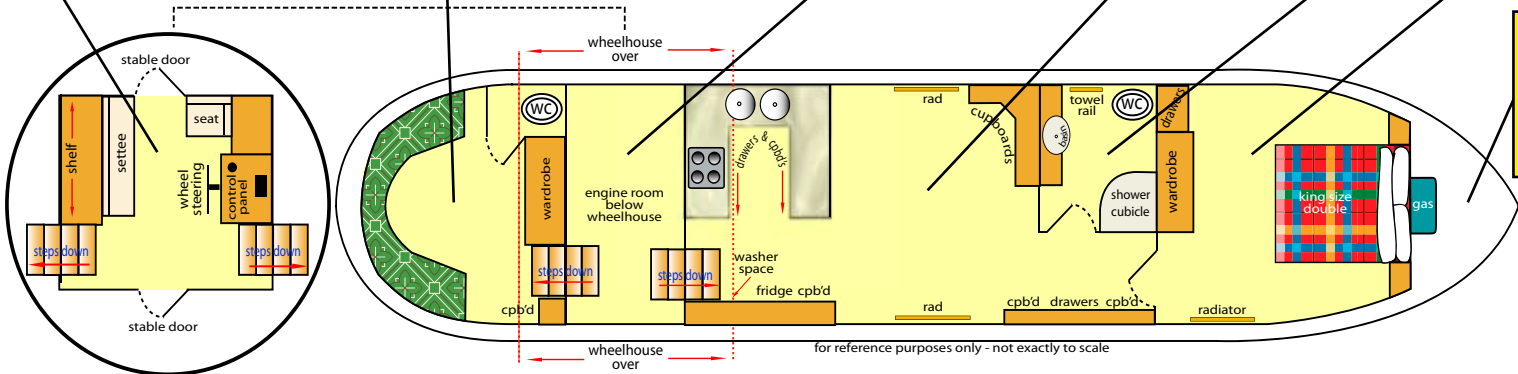 stable door
shelf
settee
seat
wheel
steering
control
panel
steps down
steps down
stable door
wheelhouse
over
WC
wardrobe
cpb'd
steps down
engine room
below
wheelhouse
steps down
drawers & cpbd's
washer
space
fridge cpb'd
wheelhouse
over
rad
cupboards
basin
towel
rail
WC
drawers
shower
cubicle
wardrobe
rad
cpb'd drawers cpb'd
radiator
king size
double
gas
for reference purposes only - not exactly to scale